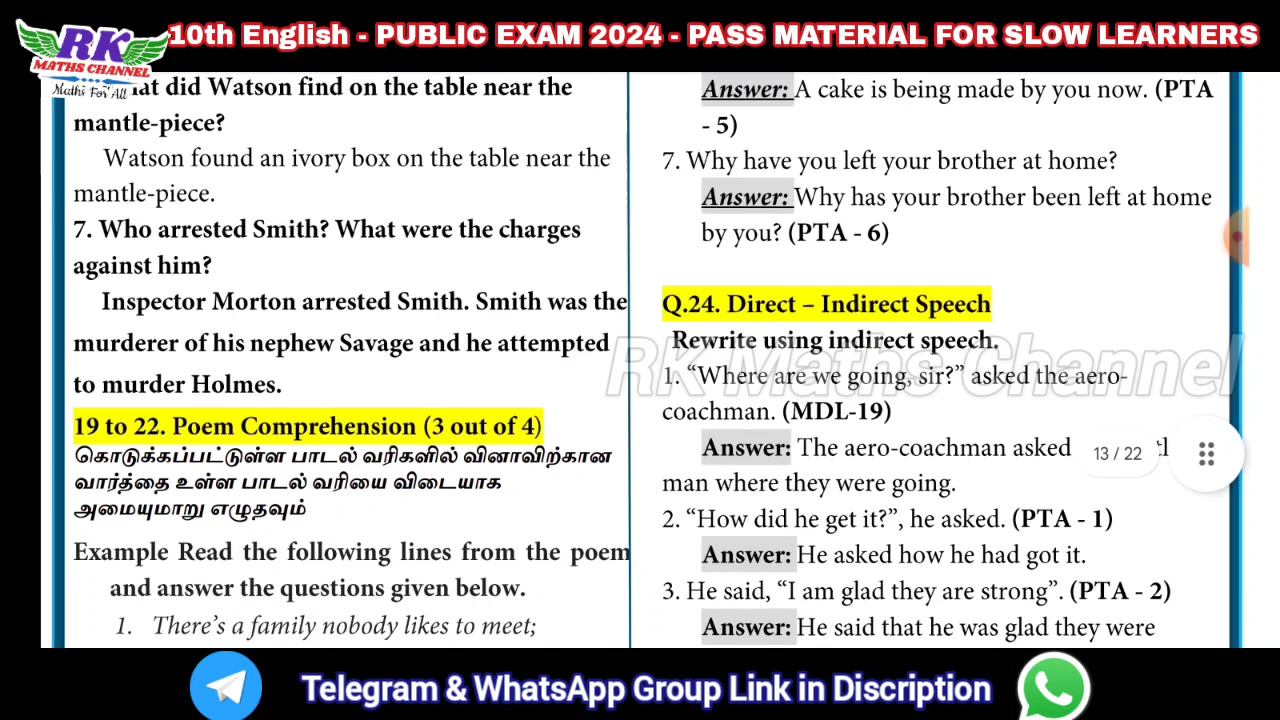 10th English - PUBLIC EXAM 2024 - PASS MATERIAL FOR SLOW LEARNERS
RK
MATHS CHANNEL
Maths For All
at did Watson find on the table near the
mantle-piece?
Watson found an ivory box on the table near the
mantle-piece.
7. Who arrested Smith? What were the charges
against him?
Inspector Morton arrested Smith. Smith was the
murderer of his nephew Savage and he attempted
to murder Holmes.
19 to 22. Poem Comprehension (3 out of 4)
கொடுக்கப்பட்டுள்ள பாடல் வரிகளில் வினாவிற்கான
வார்த்தை உள்ள பாடல் வரியை விடையாக
அமையுமாறு எழுதவும்
Example Read the following lines from the poem
and answer the questions given below.
1. There's a family nobody likes to meet;
Answer: A cake is being made by you now. (PTA
- 5)
7. Why have you left your brother at home?
Answer: Why has your brother been left at home
by you? (PTA - 6)
Q.24. Direct – Indirect Speech
Rewrite using indirect speech.
1. “Where are we going, sir?” asked the aero-
coachman. (MDL-19)
Answer: The aero-coachman asked
man where they were going.
2. “How did he get it?”, he asked. (PTA - 1)
Answer: He asked how he had got it.
3. He said, “I am glad they are strong”. (PTA - 2)
Answer: He said that he was glad they were
RK Maths Channel
13 / 22
Telegram & WhatsApp Group Link in Discription